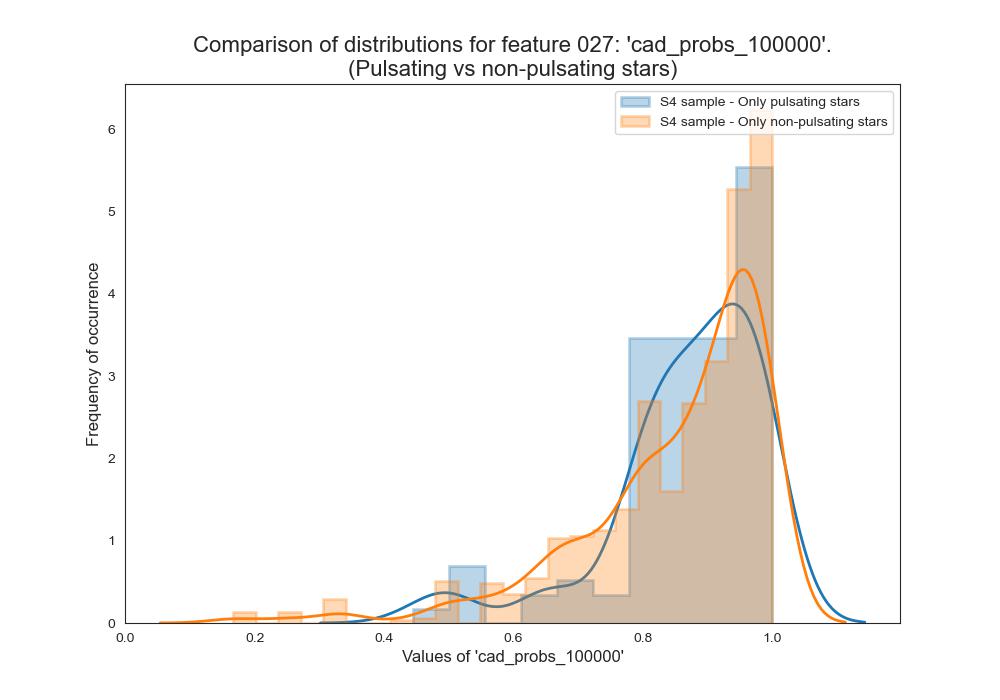 Comparison of distributions for feature 027: 'cad_probs_100000'.
(Pulsating vs non-pulsating stars)
S4 sample - Only pulsating stars
S4 sample - Only non-pulsating stars
Frequency of occurrence
6
5
4
3
2
1
0
0.0 0.2 0.4 0.6 0.8 1.0
Values of 'cad_probs_100000'